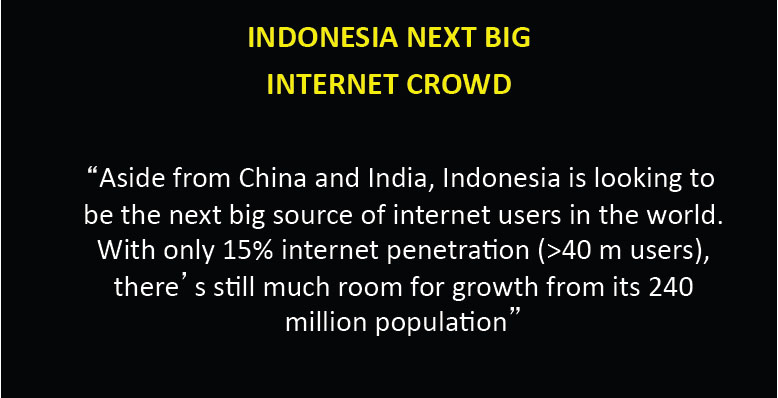 INDONESIA NEXT BIG
INTERNET CROWD
“Aside from China and India, Indonesia is looking to
be the next big source of internet users in the world.
With only 15% internet penetration (>40 m users),
there’s still much room for growth from its 240
million population”